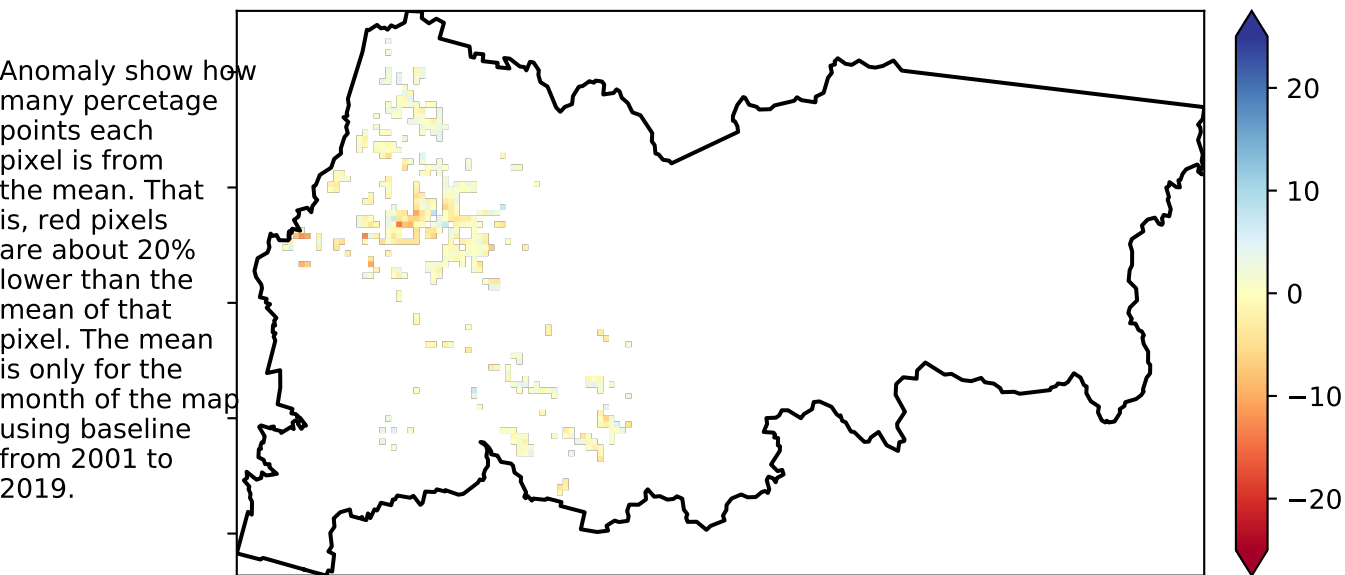 Anomaly show how
many percetage
points each
pixel is from
the mean. That
is, red pixels
are about 20%
lower than the
mean of that
pixel. The mean
is only for the
month of the map
using baseline
from 2001 to
2019.
20
10
0
−10
−20